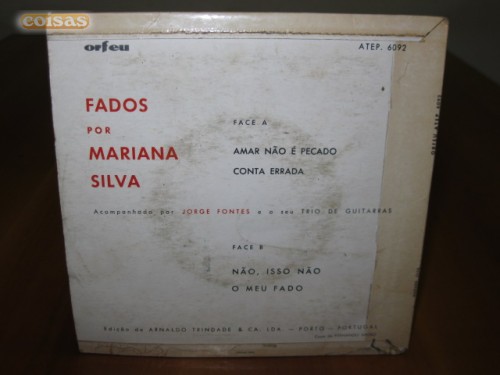 coisas
orfeu
ATEP. 6092
FADOS
POR
MARIANA
SILVA
FACE A
AMAR NÃO É PECADO
CONTA ERRADA
Acompanhada por JORGE FONTES e o seu TRIO DE GUITARRAS
FACE B
NÃO, ISSO NÃO
O MEU FADO
Edição de ARNALDO TRINDADE & CA. LDA. — PORTO — PORTUGAL